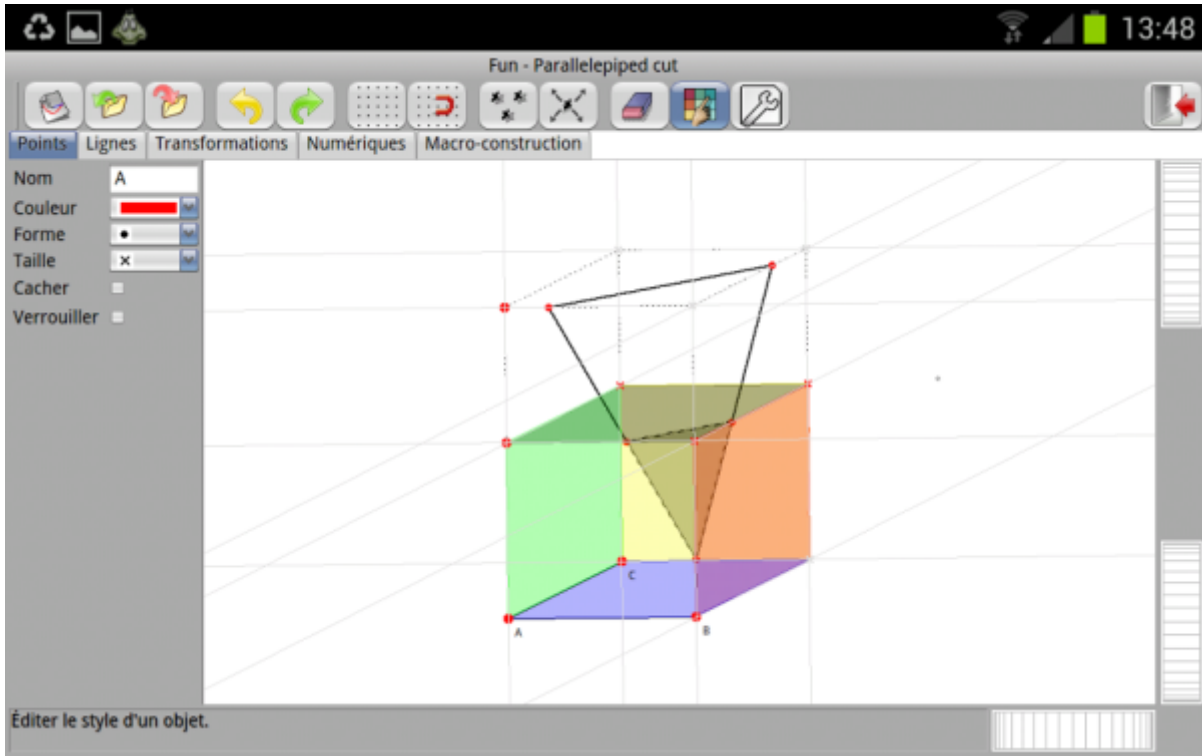 13:48
Fun - Parallelepiped cut
Points Lignes Transformations Numériques Macro-construction
Nom A
Couleur
Forme
Taille
Cacher
Verrouiller
C
A B
Éditer le style d'un objet.